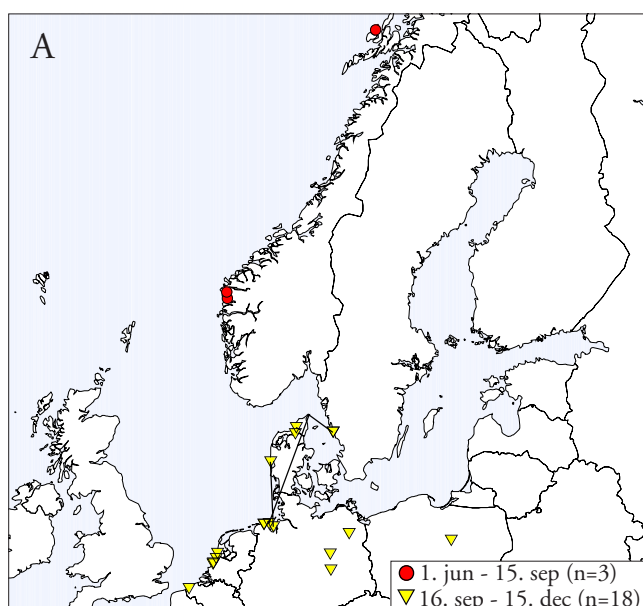 A
1. jun - 15. sep (n=3)
16. sep - 15. dec (n=18)